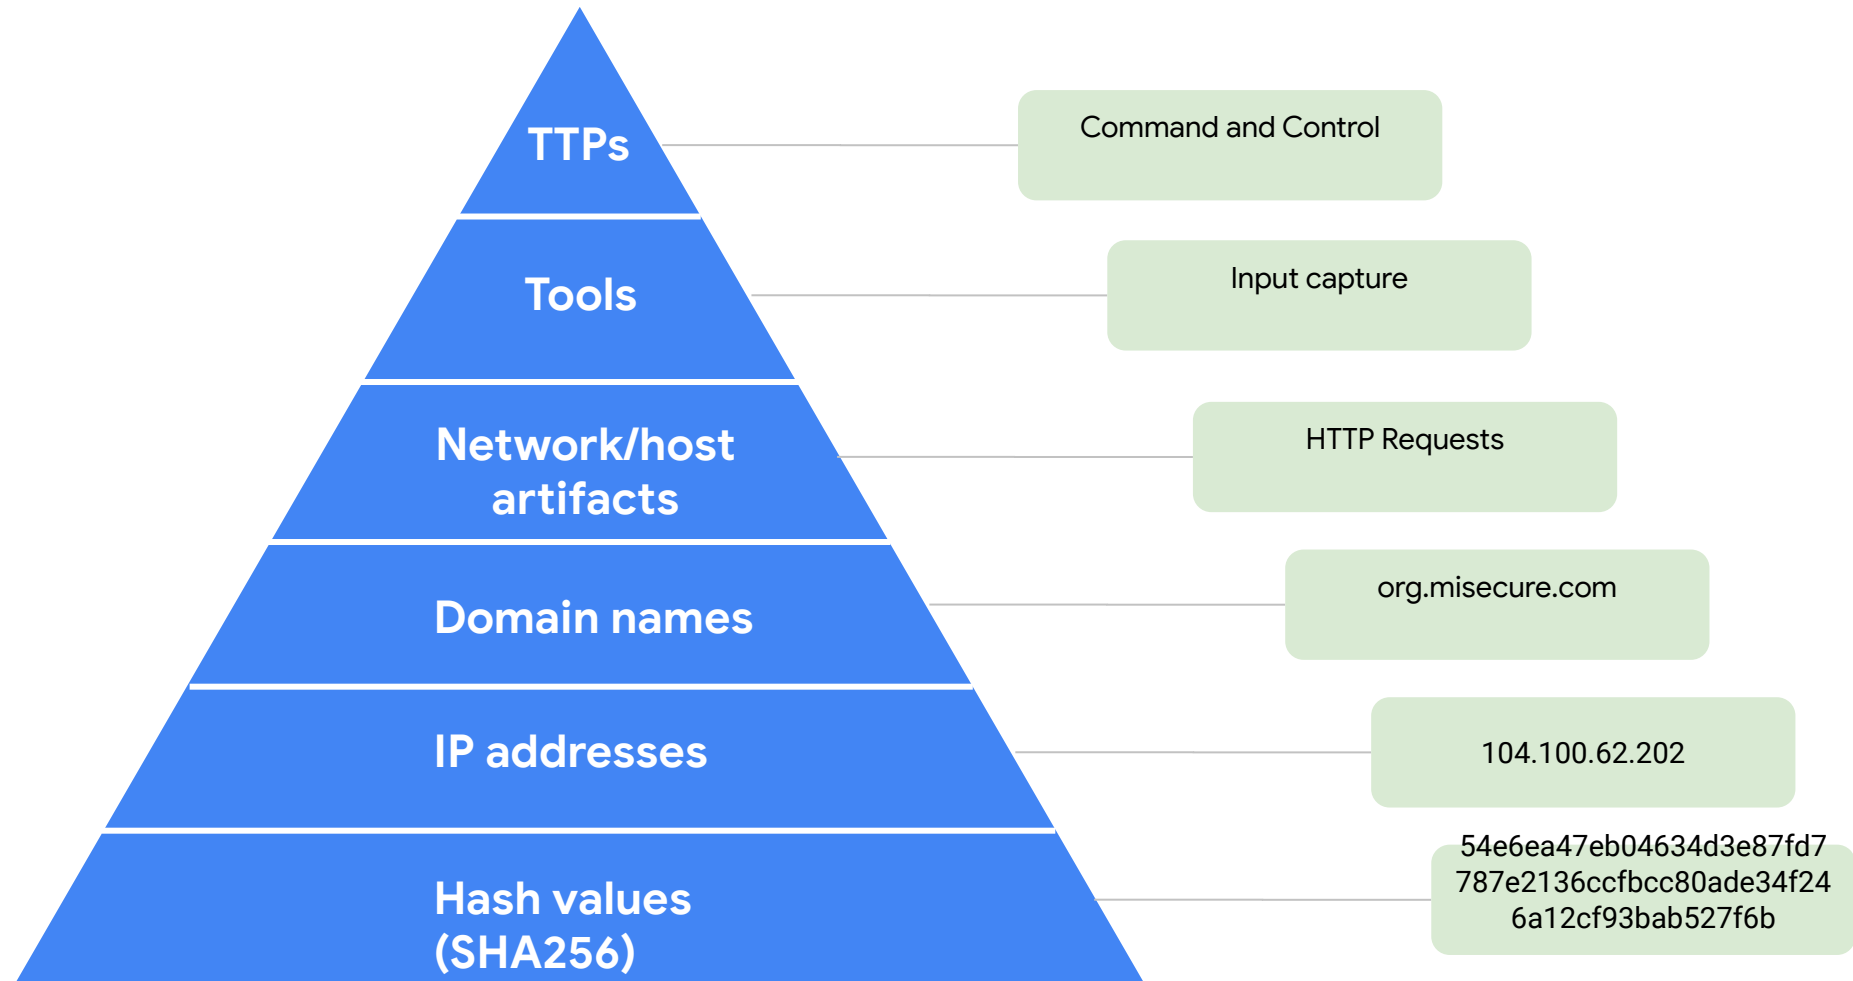 TTPs
Command and Control
Tools
Input capture
Network/host
artifacts
HTTP Requests
Domain names
org.misecure.com
IP addresses
104.100.62.202
Hash values
(SHA256)
54e6ea47eb04634d3e87fd7
787e2136ccfbcc80ade34f24
6a12cf93bab527f6b